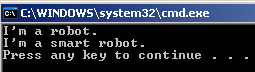 C:\WINDOWS\system32\cmd.exe
I'm a robot.
I'm a smart robot.
Press any key to continue . . .